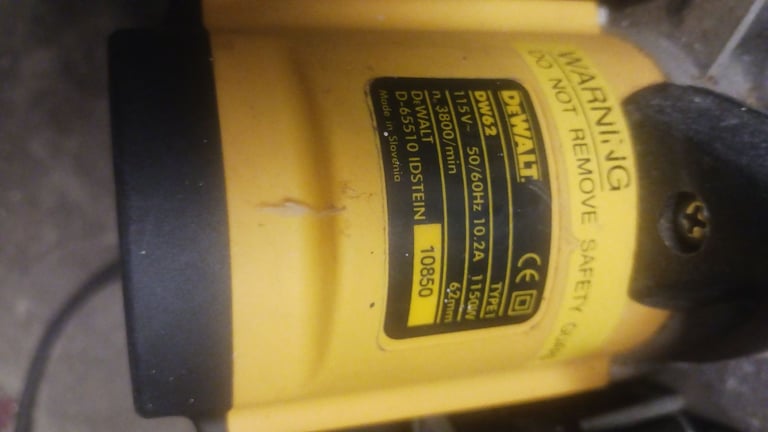 WARNING
DO NOT REMOVE SAFETY
DEWALT
DW62 TYPE 1
115V~ 50/60Hz 10.2A 1150W
n. 3800/min 62mm
DEWALT
D-65510 IDSTEIN 10850
Made in Slovenia
CE